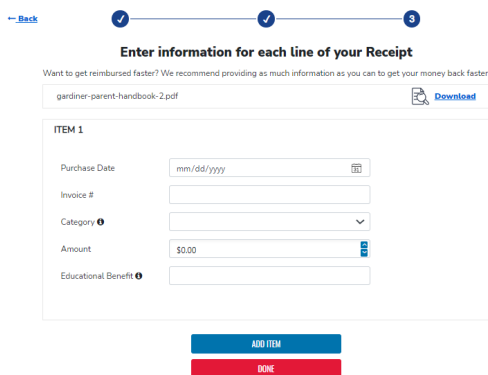 ← Back
3
Enter information for each line of your Receipt
Want to get reimbursed faster? We recommend providing as much information as you can to get your money back faster
gardiner-parent-handbook-2.pdf Download
ITEM 1
Purchase Date mm/dd/yyyy
Invoice #
Category
Amount $0.00
Educational Benefit
ADD ITEM
DONE